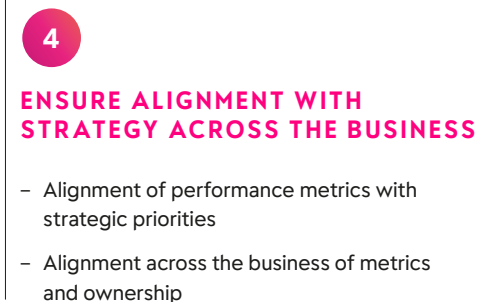 4
ENSURE ALIGNMENT WITH
STRATEGY ACROSS THE BUSINESS
– Alignment of performance metrics with
strategic priorities
– Alignment across the business of metrics
and ownership